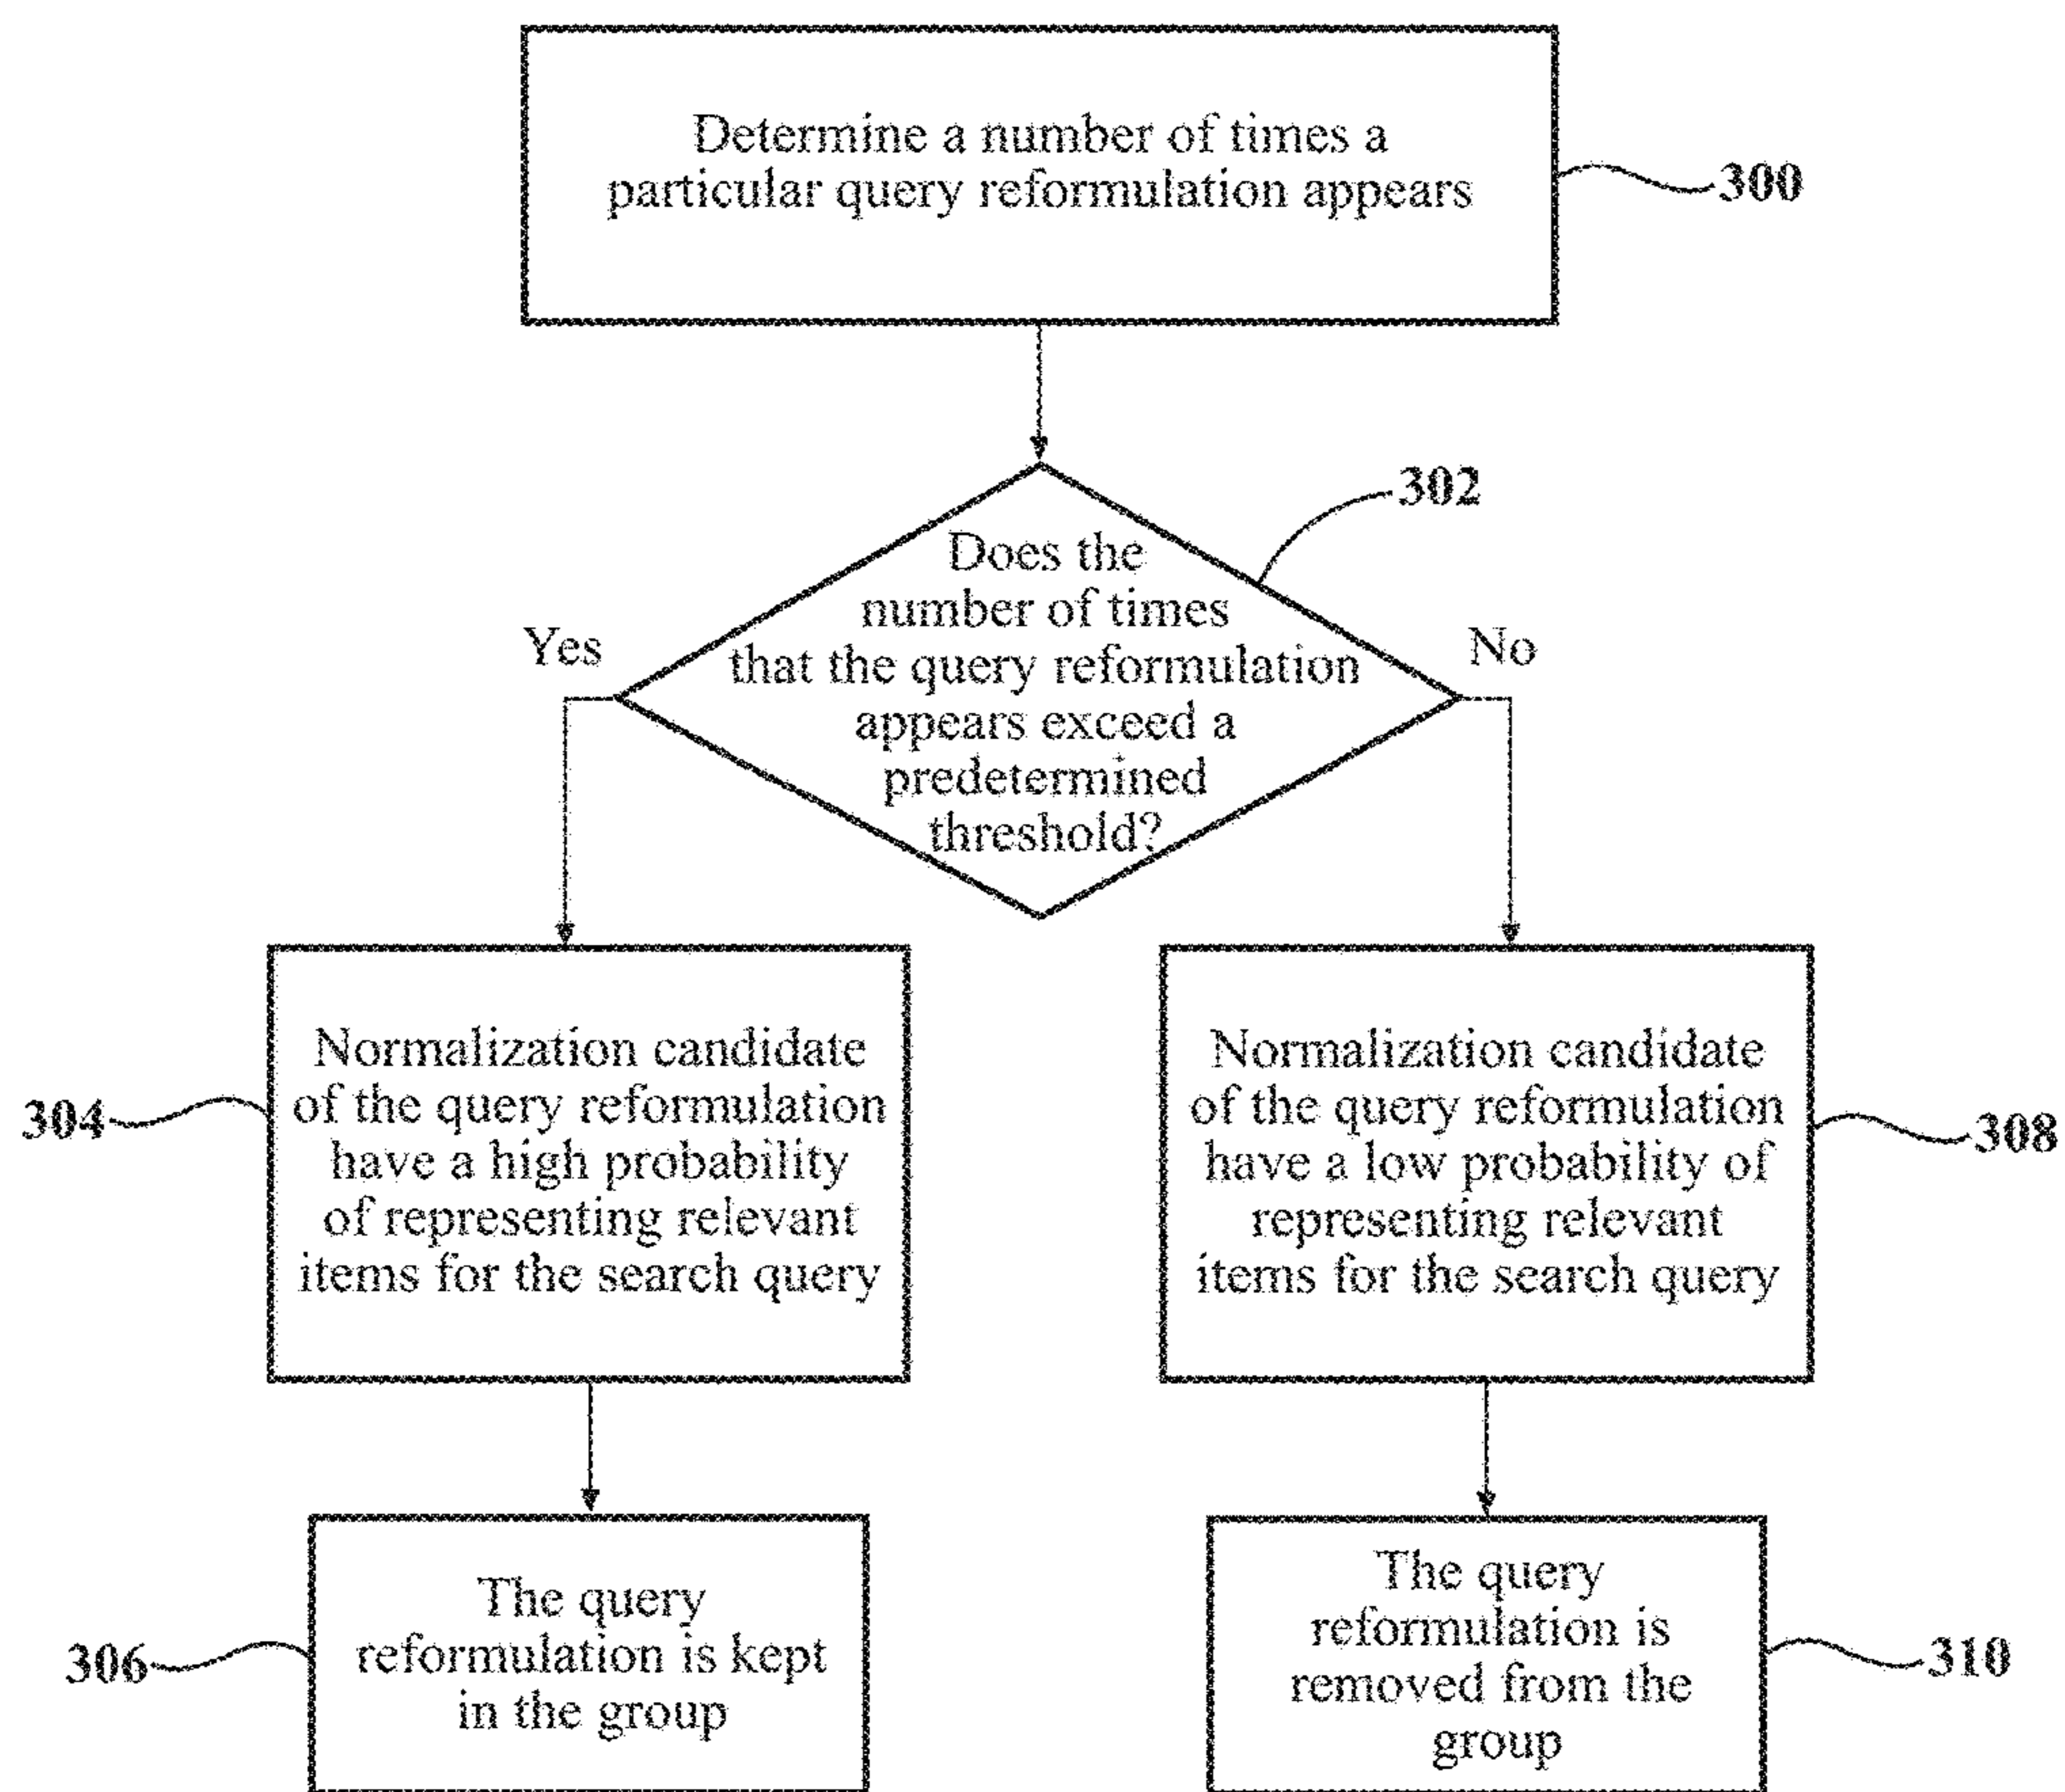 Determine a number of times a
particular query reformulation appears
300
302
Does the
number of times
that the query reformulation
appears exceed a
predetermined
threshold?
Yes
No
Normalization candidate
of the query reformulation
have a high probability
of representing relevant
items for the search query
304
Normalization candidate
of the query reformulation
have a low probability of
representing relevant
items for the search query
308
The query
reformulation is kept
in the group
306
The query
reformulation is
removed from the
group
310